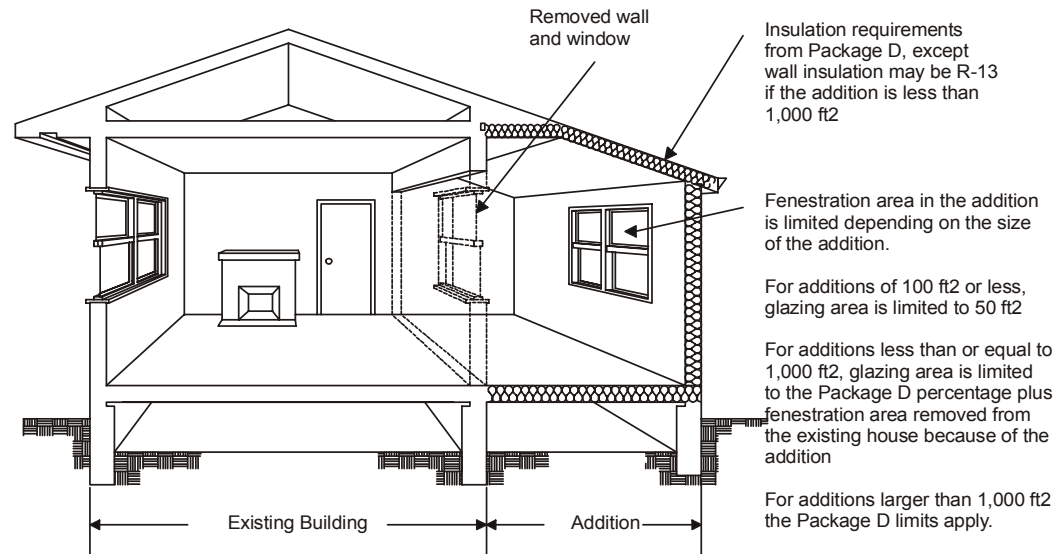 Removed wall
and window
Insulation requirements
from Package D, except
wall insulation may be R-13
if the addition is less than
1,000 ft2
Fenestration area in the addition
is limited depending on the size
of the addition.
For additions of 100 ft2 or less,
glazing area is limited to 50 ft2
For additions less than or equal to
1,000 ft2, glazing area is limited
to the Package D percentage plus
fenestration area removed from
the existing house because of the
addition
For additions larger than 1,000 ft2
the Package D limits apply.
Existing Building
Addition